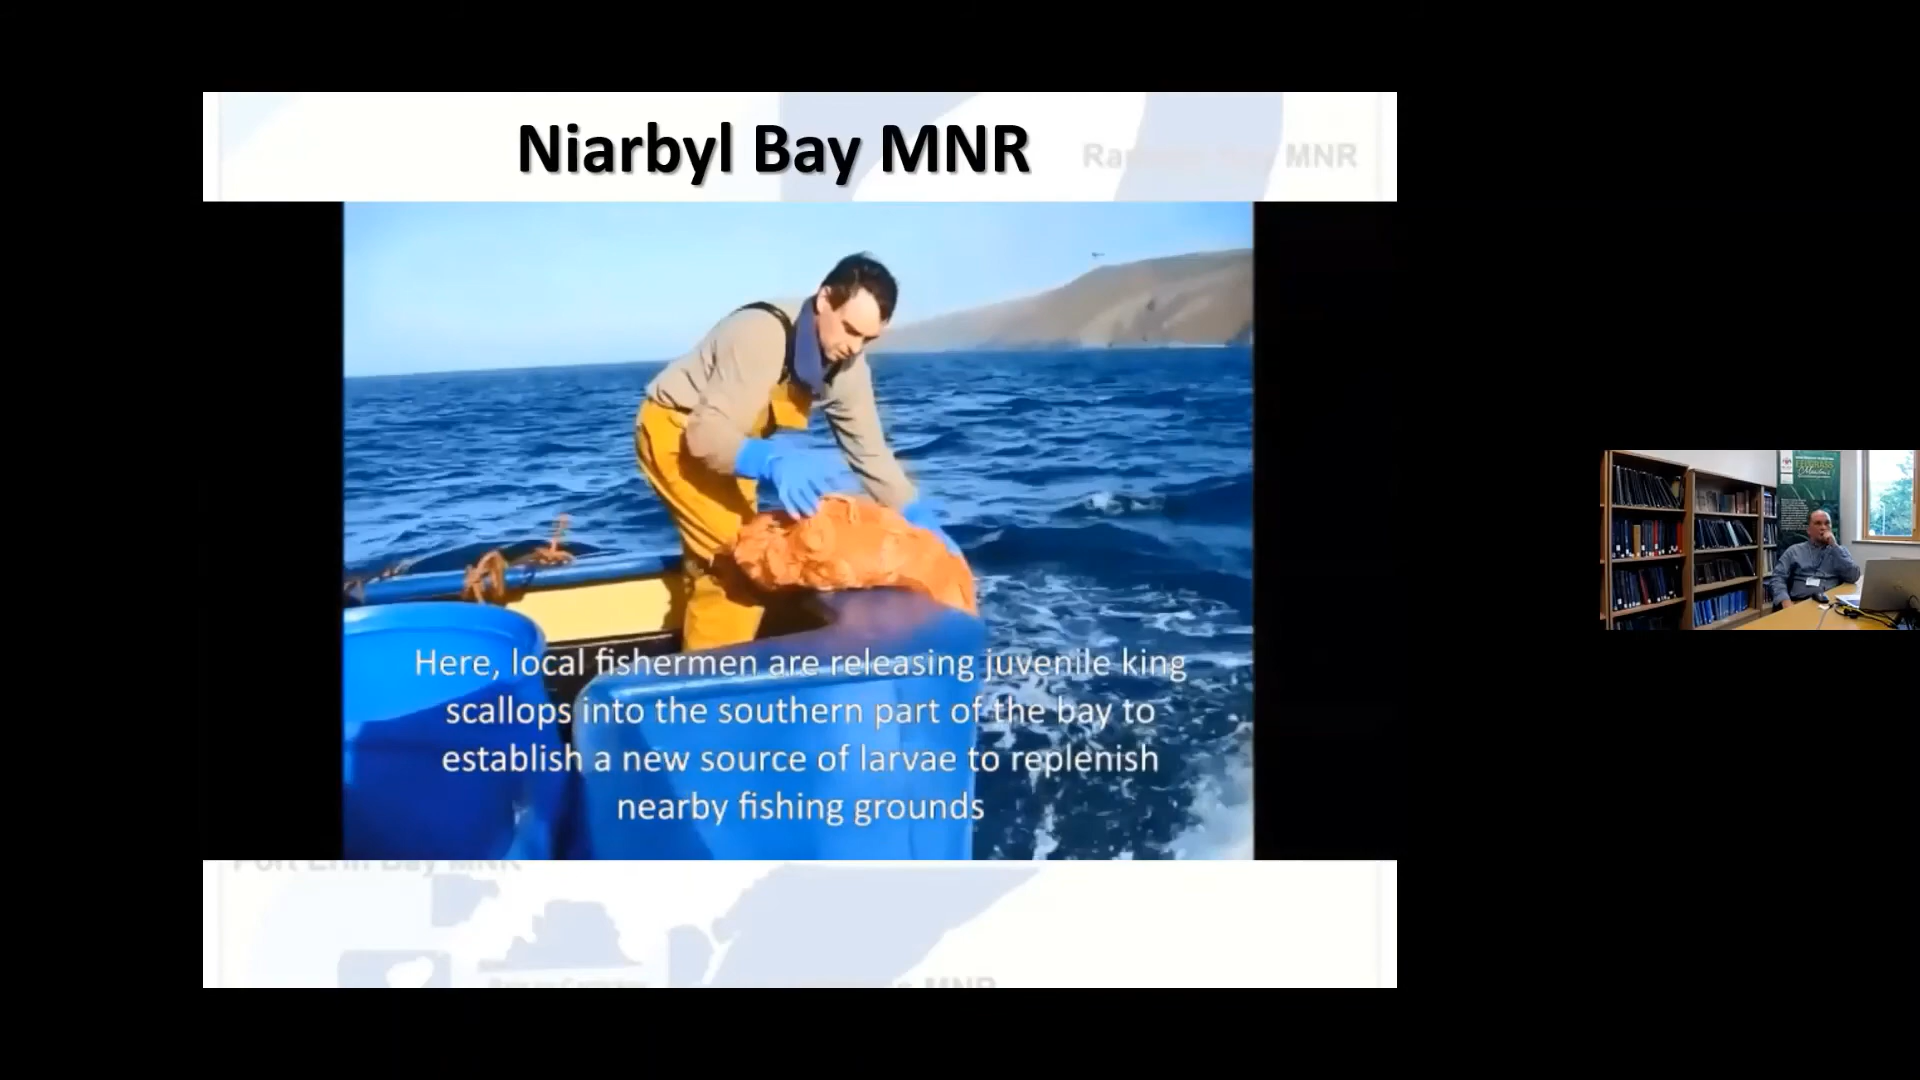 Niarbyl Bay MNR
Ramsey Bay MNR
Here, local fishermen are releasing juvenile king
scallops into the southern part of the bay to
establish a new source of larvae to replenish
nearby fishing grounds
Port Erin Bay MNR
MNR